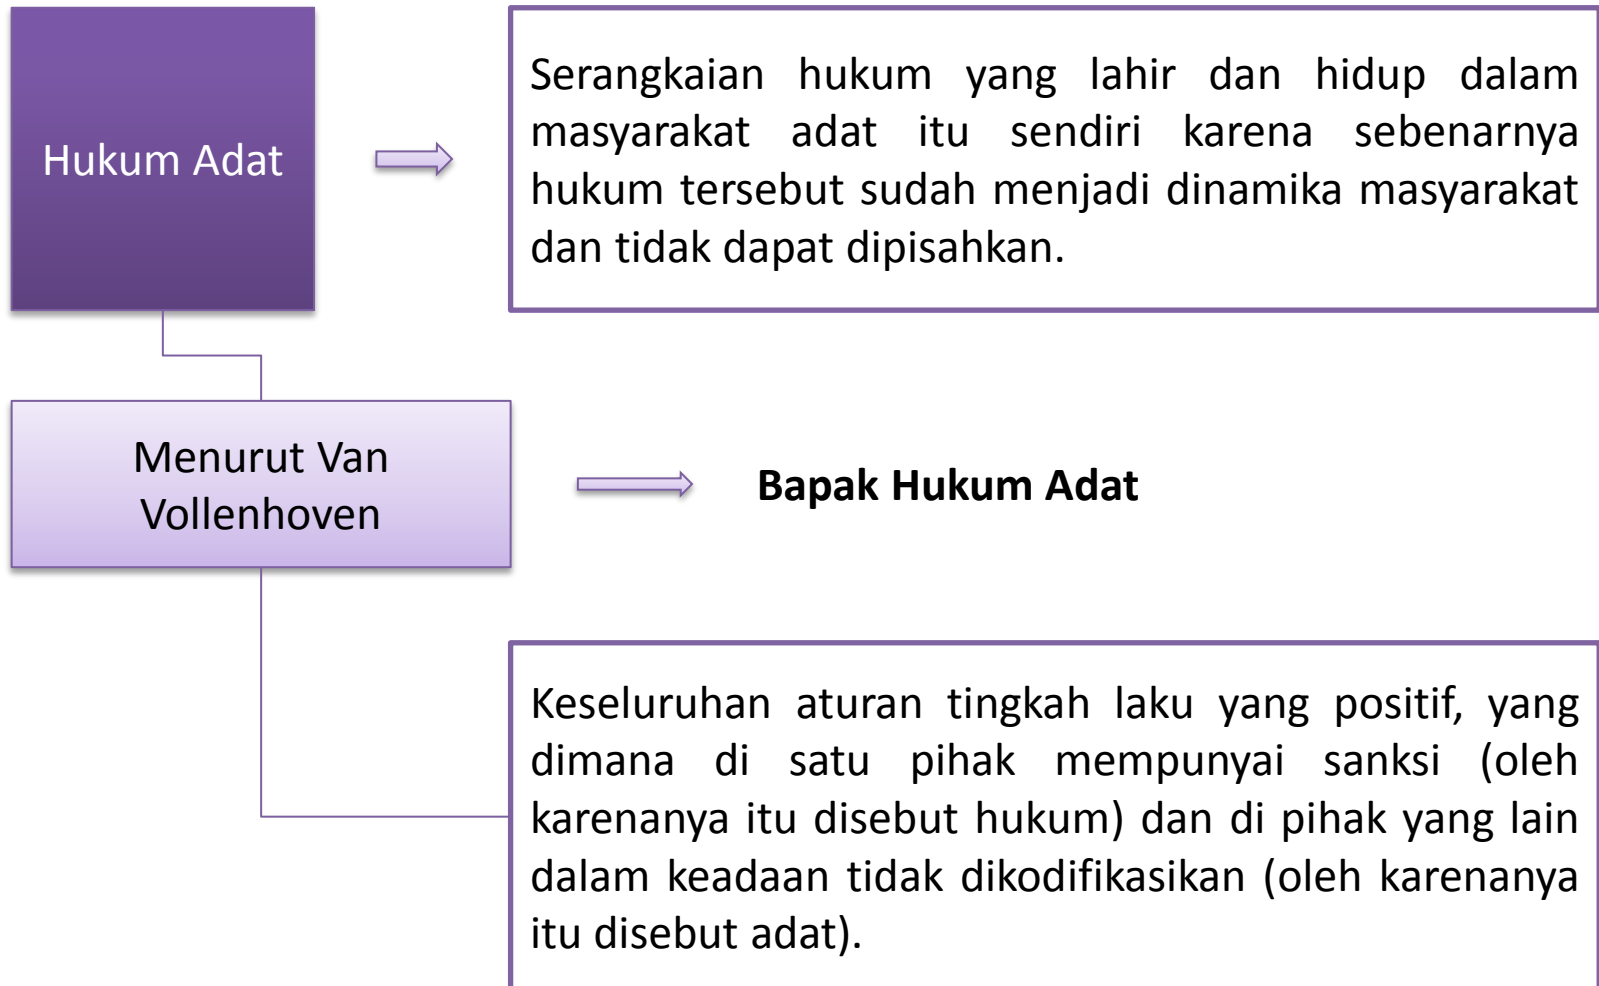 Hukum Adat
Serangkaian hukum yang lahir dan hidup dalam
masyarakat adat itu sendiri karena sebenarnya
hukum tersebut sudah menjadi dinamika masyarakat
dan tidak dapat dipisahkan.
Menurut Van
Vollenhoven
Bapak Hukum Adat
Keseluruhan aturan tingkah laku yang positif, yang
dimana di satu pihak mempunyai sanksi (oleh
karenanya itu disebut hukum) dan di pihak yang lain
dalam keadaan tidak dikodifikasikan (oleh karenanya
itu disebut adat).